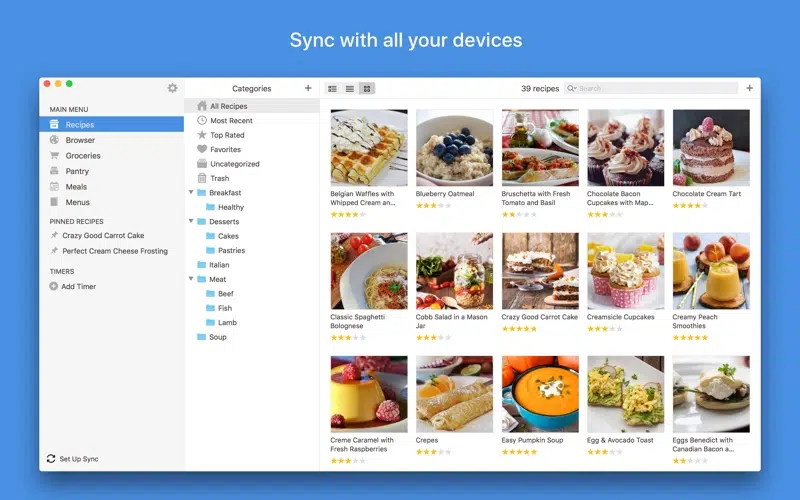 Sync with all your devices
MAIN MENU
Recipes
Browser
Groceries
Pantry
Meals
Menus
PINNED RECIPES
Crazy Good Carrot Cake
Perfect Cream Cheese Frosting
TIMERS
Add Timer
Set Up Sync
Categories
All Recipes
Most Recent
Top Rated
Favorites
Uncategorized
Trash
Breakfast
Healthy
Desserts
Cakes
Pastries
Italian
Meat
Beef
Fish
Lamb
Soup
39 recipes
Search
Belgian Waffles with
Whipped Cream an...
Blueberry Oatmeal
Bruschetta with Fresh
Tomato and Basil
Chocolate Bacon
Cupcakes with Map...
Chocolate Cream Tart
Classic Spaghetti
Bolognese
Cobb Salad in a Mason
Jar
Crazy Good Carrot Cake
Creamsicle Cupcakes
Creamy Peach
Smoothies
Creme Caramel with
Fresh Raspberries
Crepes
Easy Pumpkin Soup
Egg & Avocado Toast
Eggs Benedict with
Canadian Bacon a...